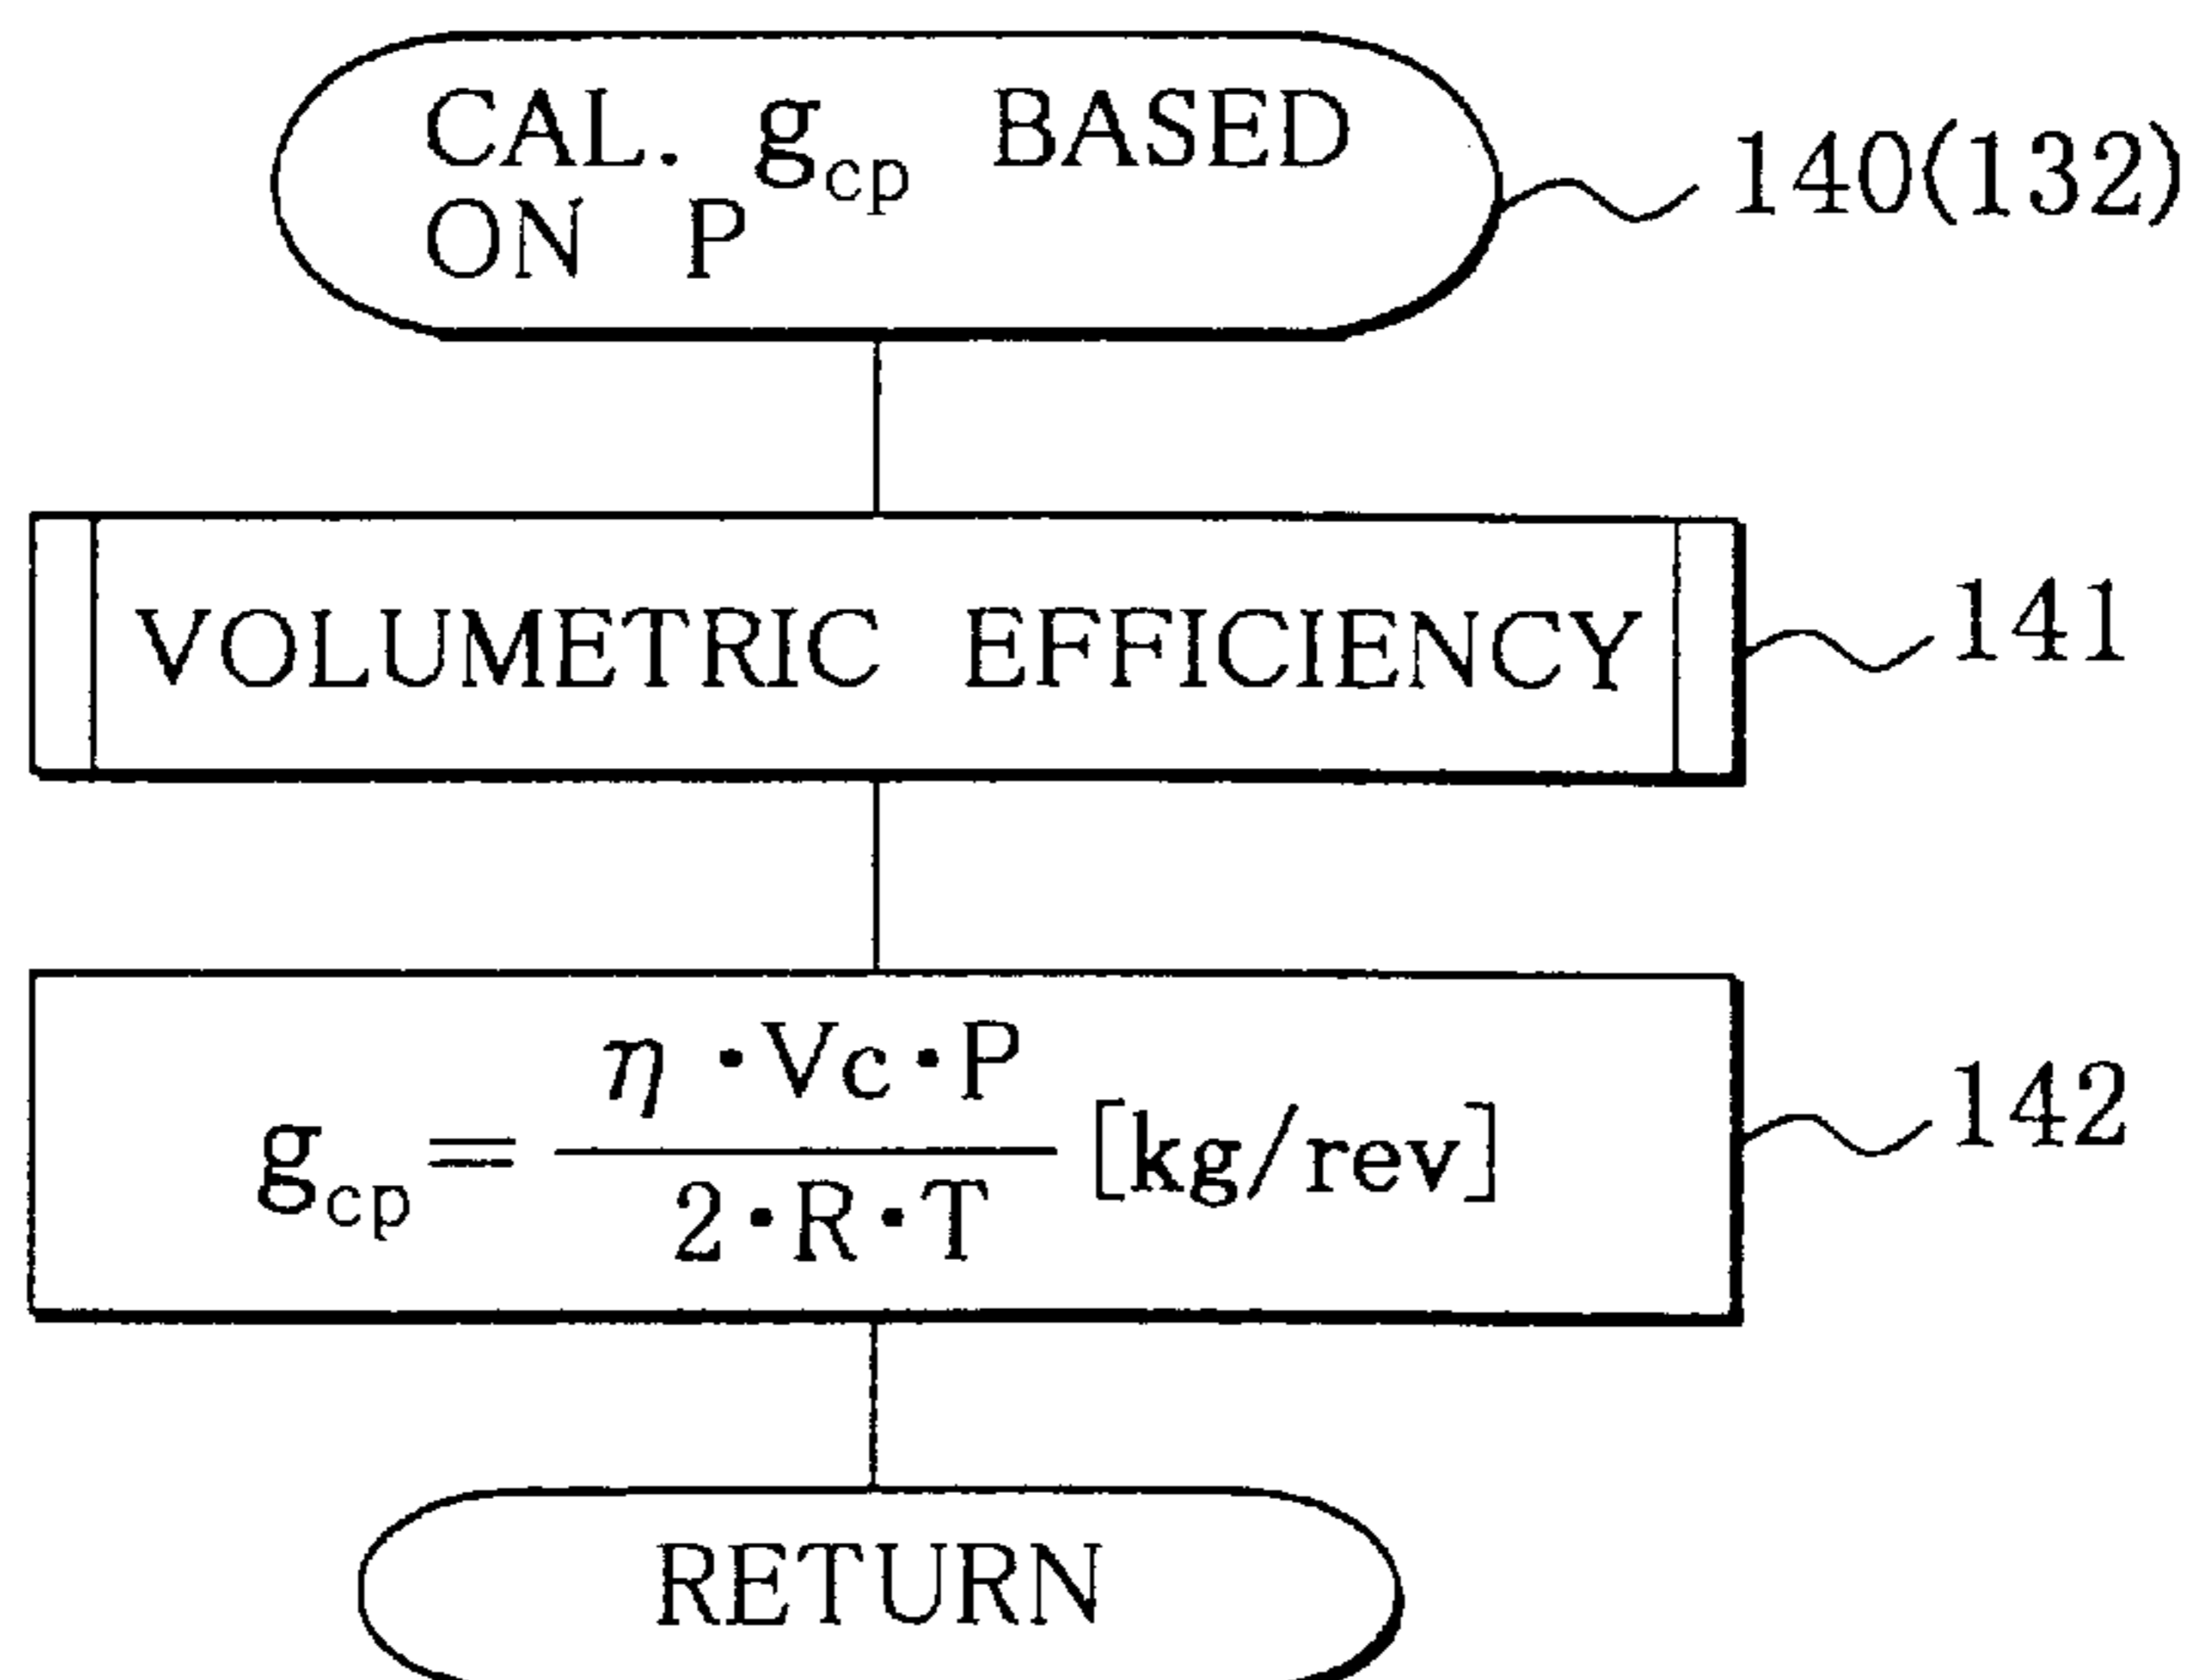 CAL. g_cp BASED
ON P
140(132)
VOLUMETRIC EFFICIENCY
141
g_cp = η・Vc・P / 2・R・T [kg/rev]
142
RETURN